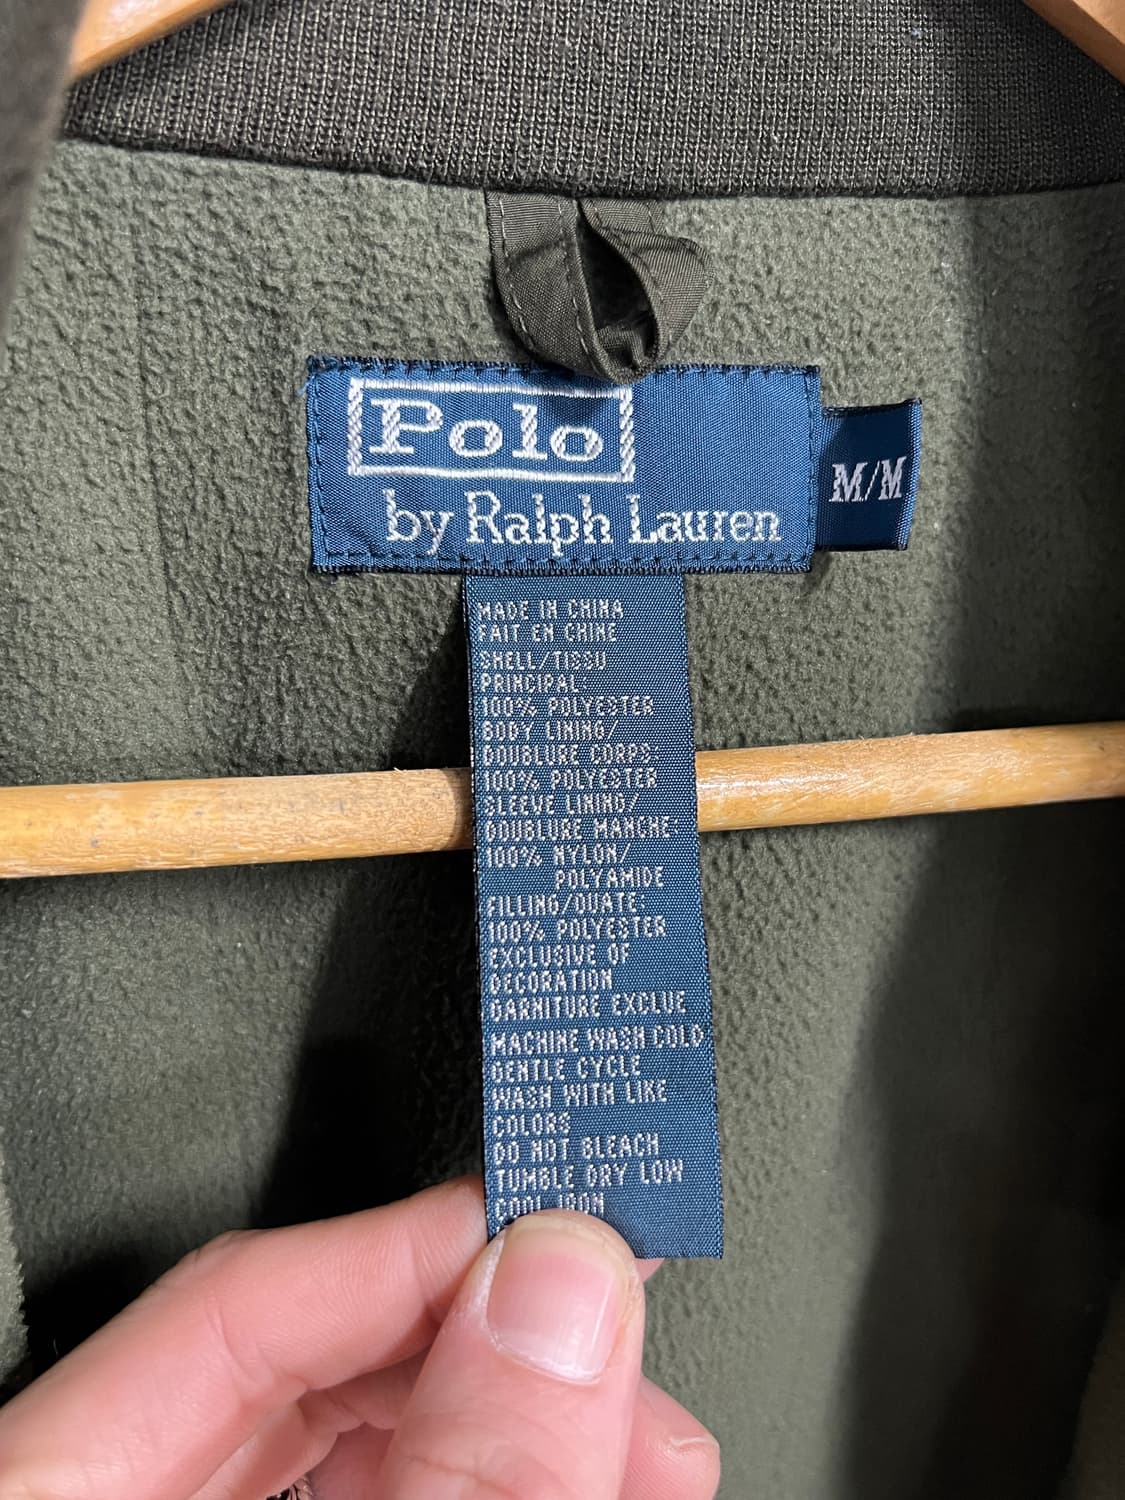 Polo
by Ralph Lauren
M/M
MADE IN CHINA
FAIT EN CHINE
SHELL/TISSU
PRINCIPAL
100% POLYESTER
BODY LINING/
DOUBLURE CORPS
100% POLYESTER
SLEEVE LINING/
DOUBLURE MANCHE
100% NYLON/
POLYAMIDE
FILLING/OUATE
100% POLYESTER
EXCLUSIVE OF
DECORATION
GARNITURE EXCLUE
MACHINE WASH COLD
GENTLE CYCLE
WASH WITH LIKE
COLORS
DO NOT BLEACH
TUMBLE DRY LOW
COOL IRON